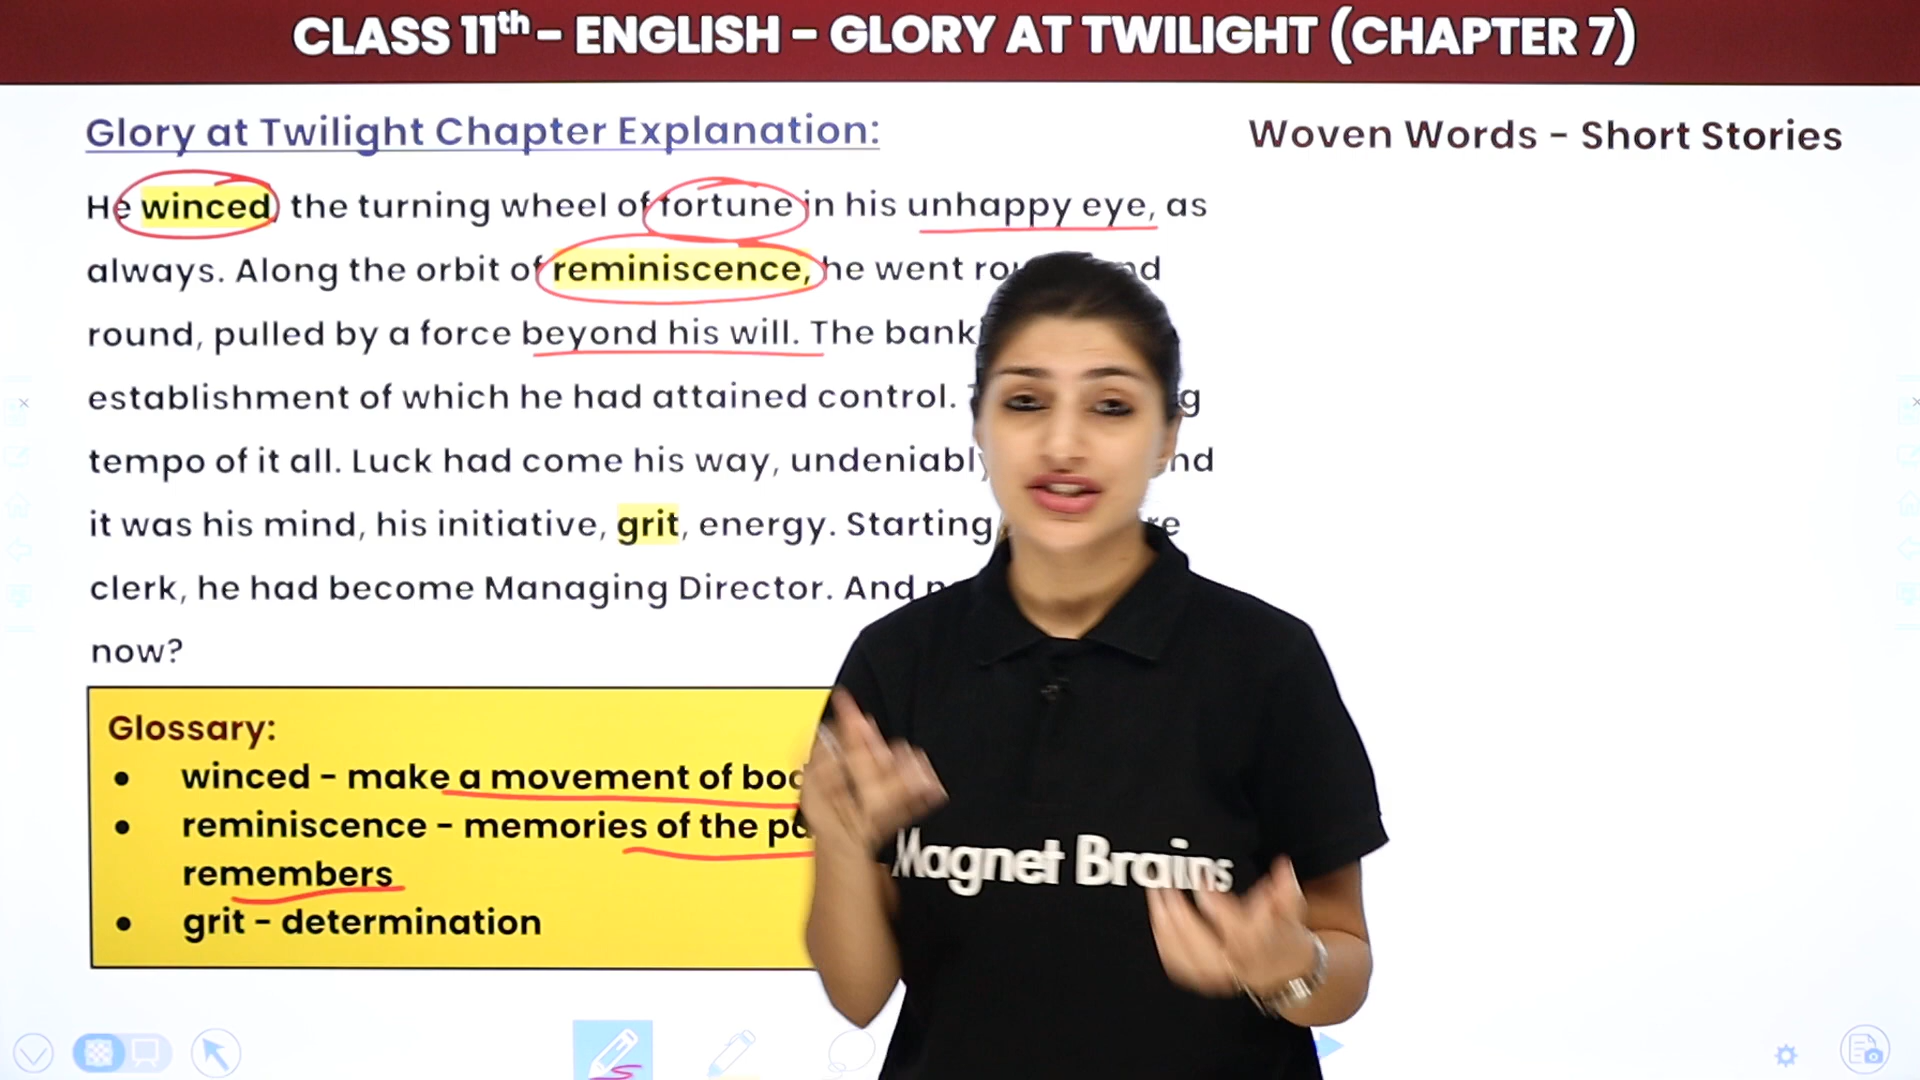 CLASS 11th - ENGLISH - GLORY AT TWILIGHT (CHAPTER 7)
Glory at Twilight Chapter Explanation:
Woven Words - Short Stories
He winced, the turning wheel of fortune in his unhappy eye, as
always. Along the orbit of reminiscence, he went
round, pulled by a force beyond his will. The
establishment of which he had attained control.
tempo of it all. Luck had come his way,
it was his mind, his initiative, grit, energy. Starting
clerk, he had become Managing Director. And
now?
Glossary:
• winced - make a movement of
• reminiscence - memories of the
remembers
• grit - determination
Magnet Brains